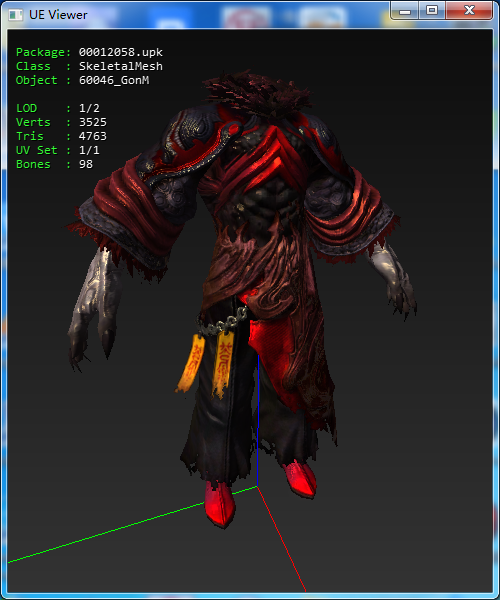 UE Viewer
Package: 00012058.upk
Class : SkeletalMesh
Object : 60046_GonM
LOD : 1/2
Verts : 3525
Tris : 4763
UV Set : 1/1
Bones : 98